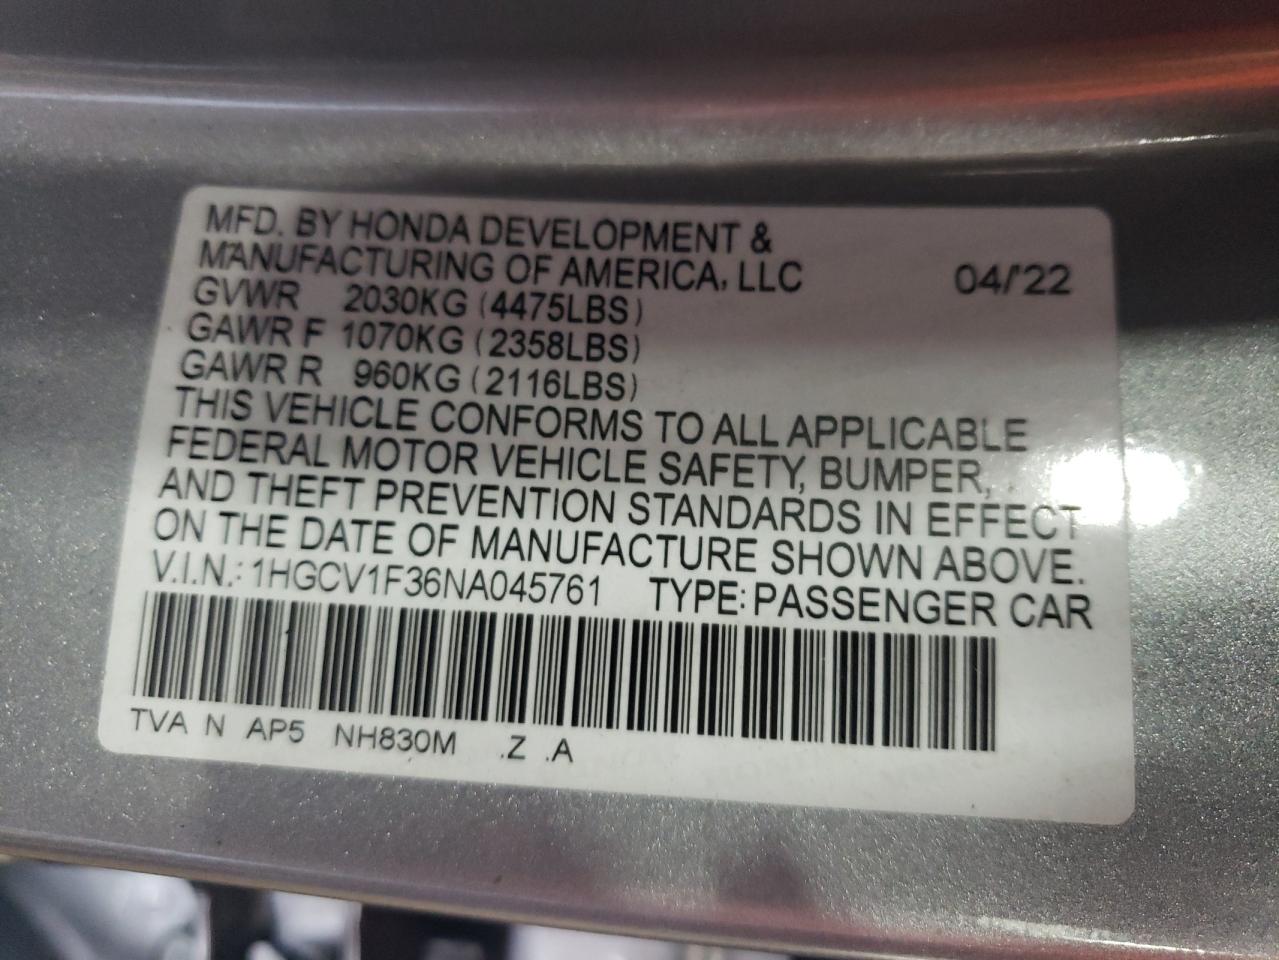 MFD. BY HONDA DEVELOPMENT &
MANUFACTURING OF AMERICA, LLC 04/'22
GVWR 2030KG (4475LBS)
GAWR F 1070KG (2358LBS)
GAWR R 960KG (2116LBS)
THIS VEHICLE CONFORMS TO ALL APPLICABLE
FEDERAL MOTOR VEHICLE SAFETY, BUMPER,
AND THEFT PREVENTION STANDARDS IN EFFECT
ON THE DATE OF MANUFACTURE SHOWN ABOVE.
V.I.N.: 1HGCV1F36NA045761 TYPE: PASSENGER CAR
TVA N AP5 NH830M .Z .A